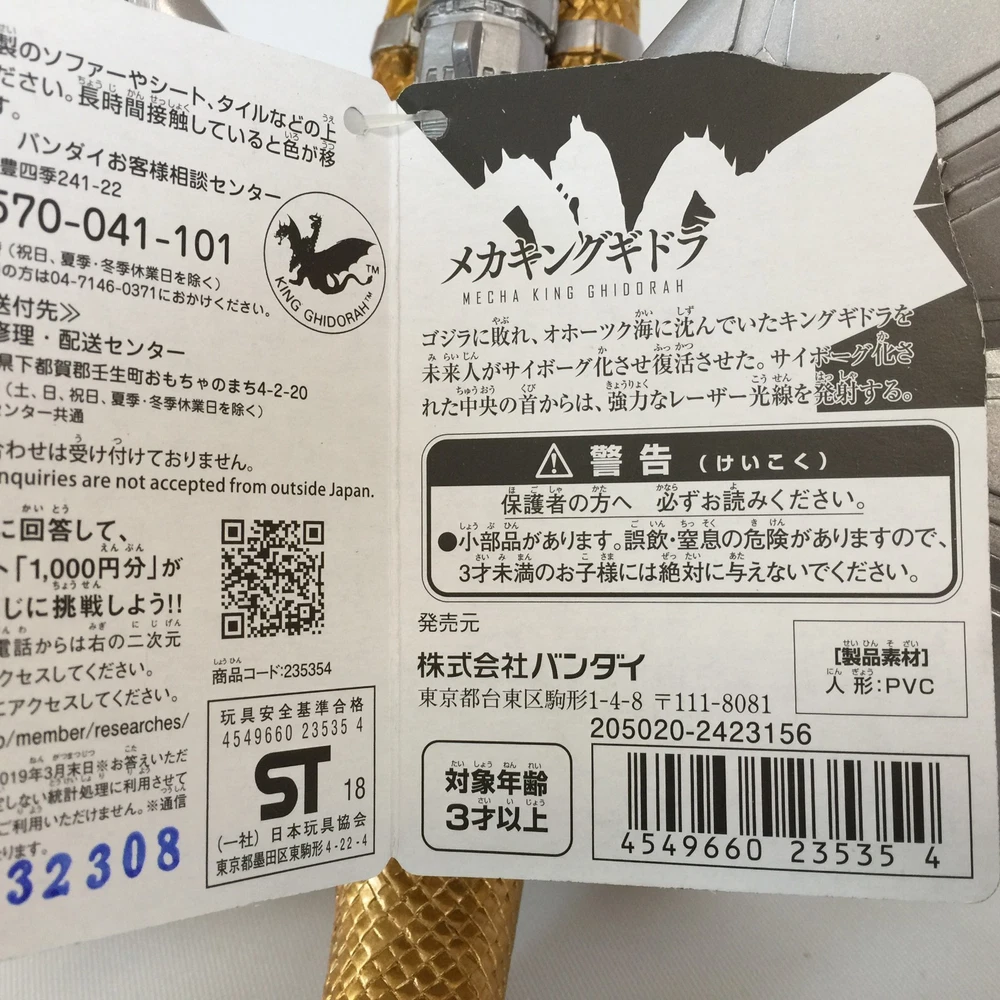 製のソファーやシート、タイルなどの上
ださい。長時間接触していると色が移
す。
バンダイお客様相談センター
豊四季241-22
570-041-101
(祝日、夏季・冬季休業日を除く)
の方は04-7146-0371におかけください。
送付先≫
修理・配送センター
県下都賀郡壬生町おもちゃのまち4-2-20
(土、日、祝日、夏季・冬季休業日を除く)
センター共通
合わせは受け付けておりません。
nquiries are not accepted from outside Japan.
に回答して、
ト「1,000円分」が
じに挑戦しよう!!
電話からは右の二次元
クセスしてください。
にアクセスしてください。
/member/researches/
2019年3月末日※お答えいただ
定しない統計処理に利用させて
ご利用いただけません。※通信
ります。
32308
KING GHIDORAH™
TM
商品コード:235354
玩具安全基準合格
4549660 23535 4
ST 18
(一社) 日本玩具協会
東京都墨田区東駒形4-22-4
メカキングギドラ
MECHA KING GHIDORAH
ゴジラに敗れ、オホーツク海に沈んでいたキングギドラを
未来人がサイボーグ化させ復活させた。サイボーグ化さ
れた中央の首からは、強力なレーザー光線を発射する。
警告 (けいこく)
保護者の方へ 必ずお読みください。
●小部品があります。誤飲・窒息の危険がありますので、
3才未満のお子様には絶対に与えないでください。
発売元
株式会社バンダイ
東京都台東区駒形1-4-8 〒111-8081
[製品素材]
人形:PVC
205020-2423156
対象年齢
3才以上
4549660 23535 4